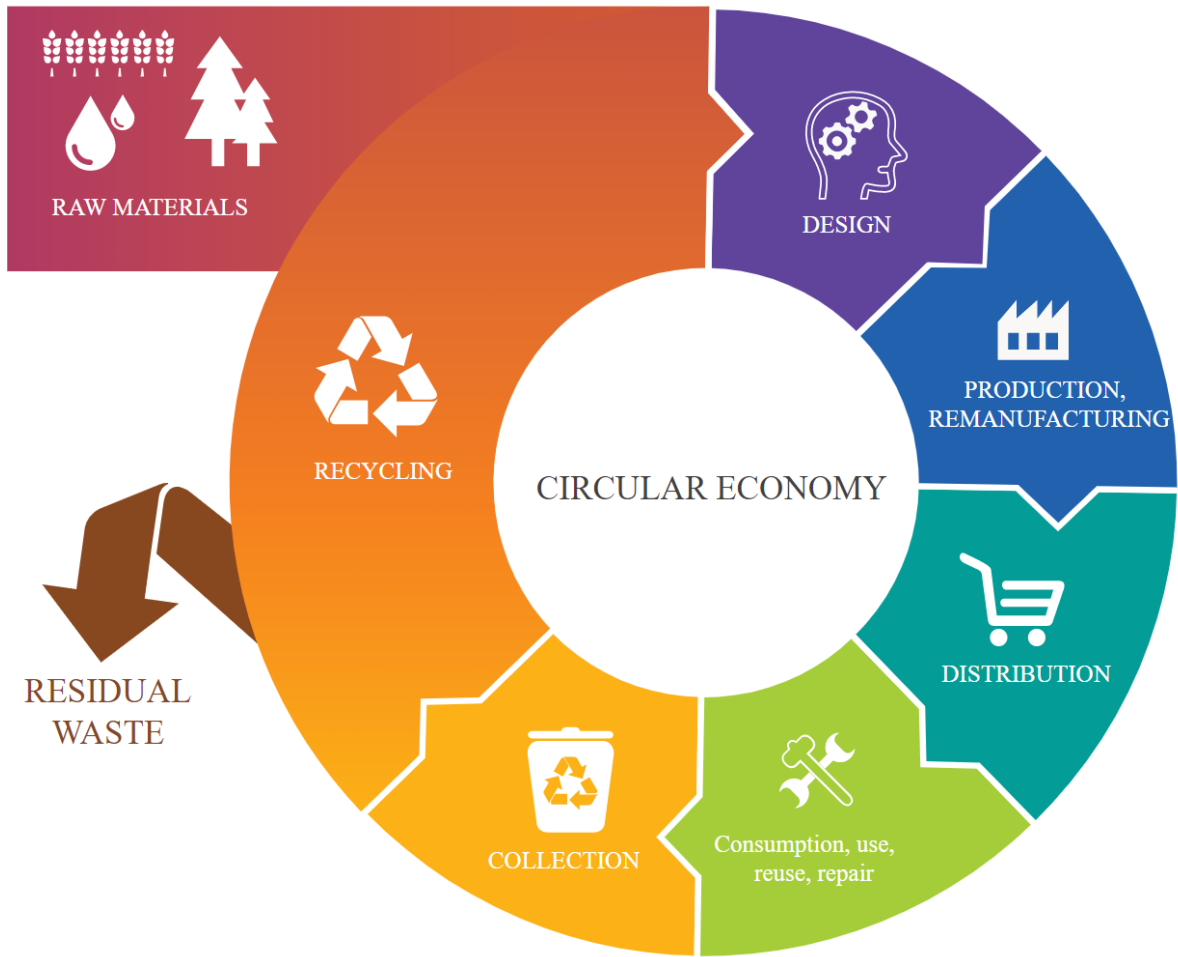 RAW MATERIALS
DESIGN
PRODUCTION,
REMANUFACTURING
RECYCLING
CIRCULAR ECONOMY
DISTRIBUTION
RESIDUAL
WASTE
Consumption, use,
reuse, repair
COLLECTION